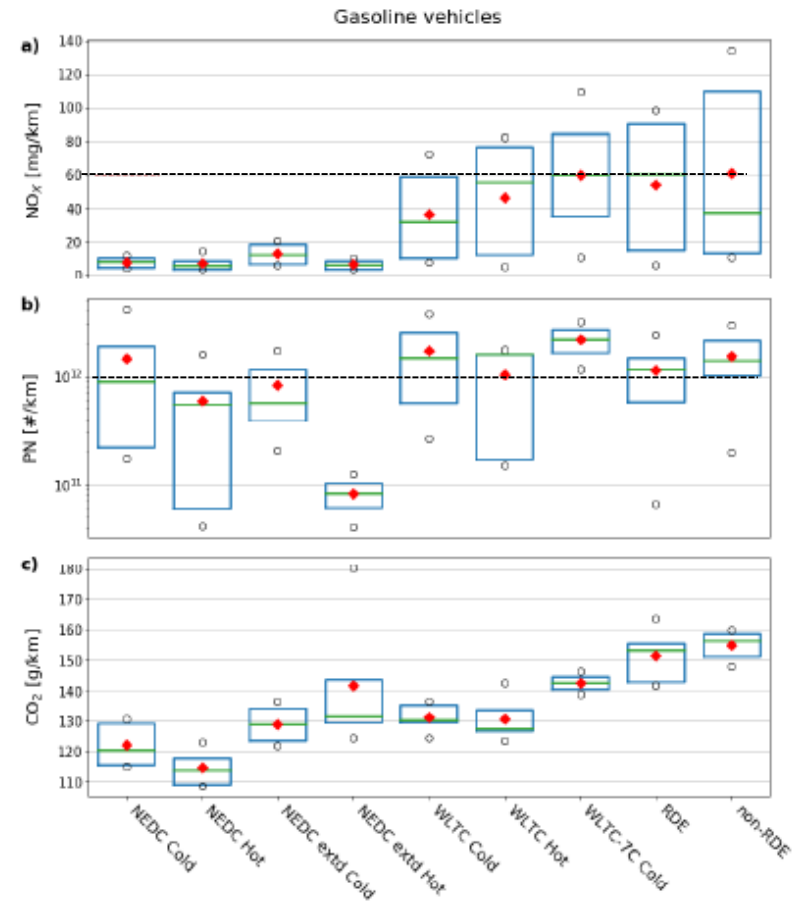 Gasoline vehicles
a)
NOX [mg/km]
140
120
100
80
60
40
20
0
b)
PN [#/km]
10^12
10^11
c)
CO2 [g/km]
180
170
160
150
140
130
120
110
NEDC Cold
NEDC Hot
NEDC extd Cold
NEDC extd Hot
WLTC Cold
WLTC Hot
WLTC-7C Cold
RDE
non-RDE